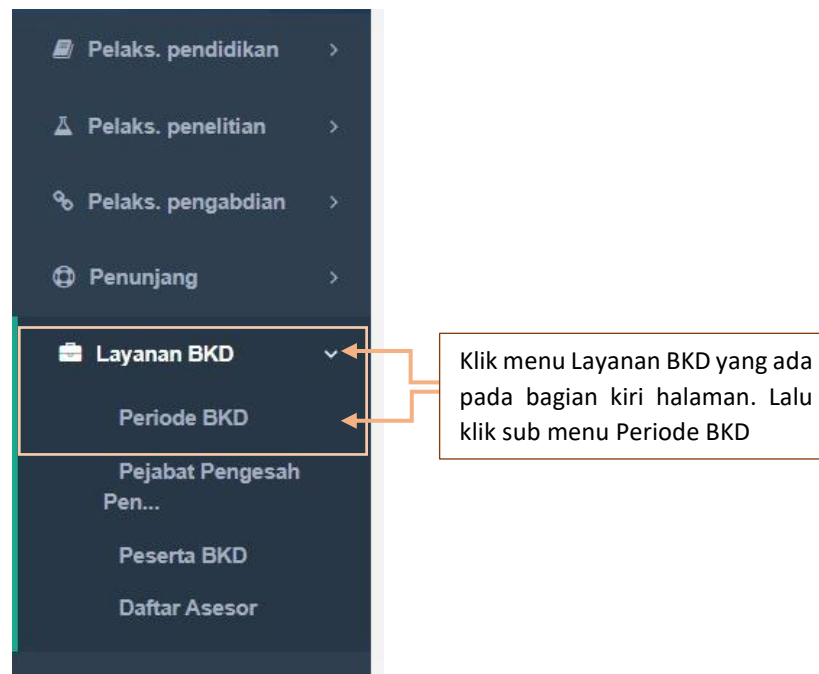 Pelaks. pendidikan
Pelaks. penelitian
Pelaks. pengabdian
Penunjang
Layanan BKD
Periode BKD
Pejabat Pengesah
Pen...
Peserta BKD
Daftar Asesor
Klik menu Layanan BKD yang ada
pada bagian kiri halaman. Lalu
klik sub menu Periode BKD